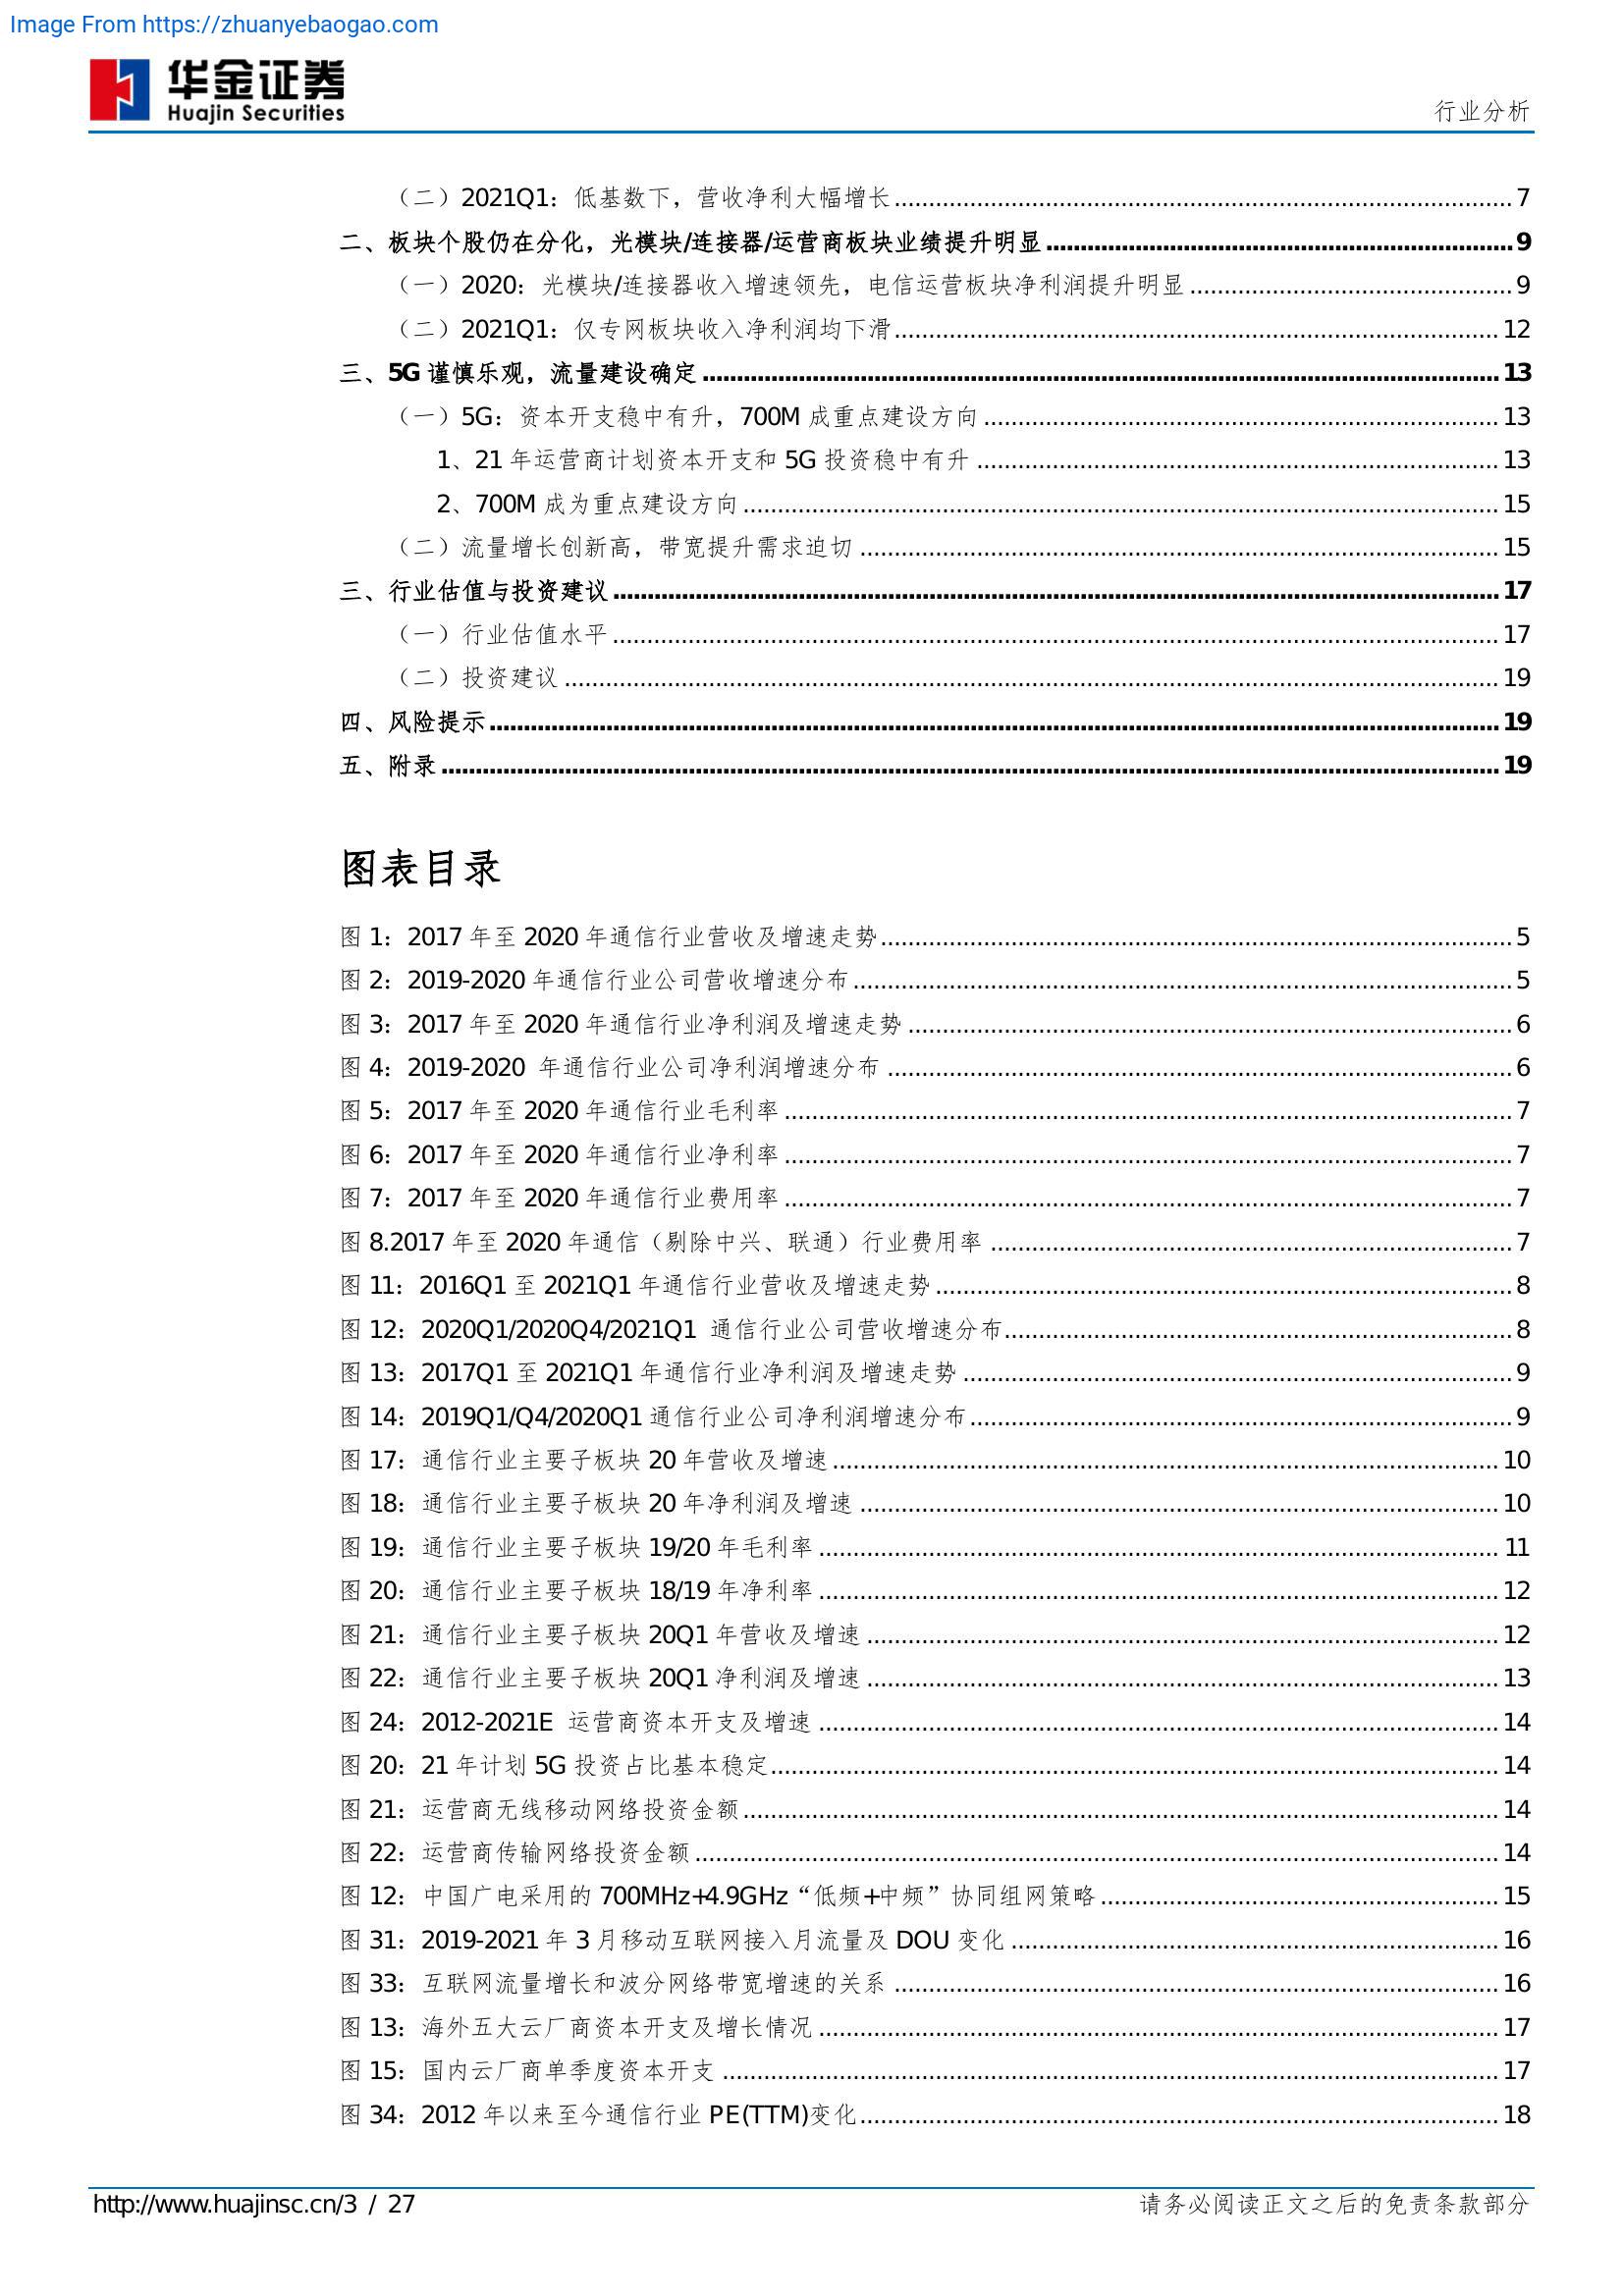 Image From https://zhuanyebaogao.com
华金证券
Huajin Securities
行业分析
（二）2021Q1：低基数下，营收净利大幅增长 7
二、板块个股仍在分化，光模块/连接器/运营商板块业绩提升明显 9
（一）2020：光模块/连接器收入增速领先，电信运营板块净利润提升明显 9
（二）2021Q1：仅专网板块收入净利润均下滑 12
三、5G 谨慎乐观，流量建设确定 13
（一）5G：资本开支稳中有升，700M 成重点建设方向 13
1、21 年运营商计划资本开支和 5G 投资稳中有升 13
2、700M 成为重点建设方向 15
（二）流量增长创新高，带宽提升需求迫切 15
三、行业估值与投资建议 17
（一）行业估值水平 17
（二）投资建议 19
四、风险提示 19
五、附录 19
图表目录
图 1：2017 年至 2020 年通信行业营收及增速走势 5
图 2：2019-2020 年通信行业公司营收增速分布 5
图 3：2017 年至 2020 年通信行业净利润及增速走势 6
图 4：2019-2020 年通信行业公司净利润增速分布 6
图 5：2017 年至 2020 年通信行业毛利率 7
图 6：2017 年至 2020 年通信行业净利率 7
图 7：2017 年至 2020 年通信行业费用率 7
图 8.2017 年至 2020 年通信（剔除中兴、联通）行业费用率 7
图 11：2016Q1 至 2021Q1 年通信行业营收及增速走势 8
图 12：2020Q1/2020Q4/2021Q1 通信行业公司营收增速分布 8
图 13：2017Q1 至 2021Q1 年通信行业净利润及增速走势 9
图 14：2019Q1/Q4/2020Q1 通信行业公司净利润增速分布 9
图 17：通信行业主要子板块 20 年营收及增速 10
图 18：通信行业主要子板块 20 年净利润及增速 10
图 19：通信行业主要子板块 19/20 年毛利率 11
图 20：通信行业主要子板块 18/19 年净利率 12
图 21：通信行业主要子板块 20Q1 年营收及增速 12
图 22：通信行业主要子板块 20Q1 净利润及增速 13
图 24：2012-2021E 运营商资本开支及增速 14
图 20：21 年计划 5G 投资占比基本稳定 14
图 21：运营商无线移动网络投资金额 14
图 22：运营商传输网络投资金额 14
图 12：中国广电采用的 700MHz+4.9GHz“低频+中频”协同组网策略 15
图 31：2019-2021 年 3 月移动互联网接入月流量及 DOU 变化 16
图 33：互联网流量增长和波分网络带宽增速的关系 16
图 13：海外五大云厂商资本开支及增长情况 17
图 15：国内云厂商单季度资本开支 17
图 34：2012 年以来至今通信行业 PE(TTM)变化 18
http://www.huajinsc.cn/3 / 27
请务必阅读正文之后的免责条款部分